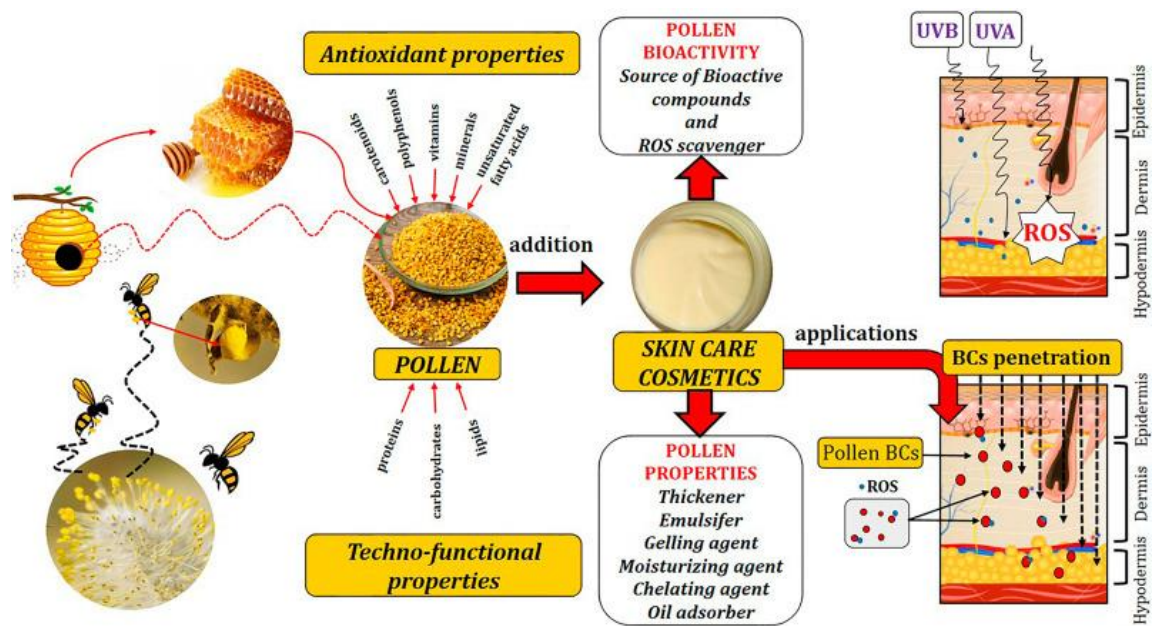 Antioxidant properties
carotenoids
polyphenols
vitamins
minerals
unsaturated
fatty acids
POLLEN
proteins
carbohydrates
lipids
Techno-functional
properties
addition
POLLEN
BIOACTIVITY
Source of Bioactive
compounds
and
ROS scavenger
SKIN CARE
COSMETICS
POLLEN
PROPERTIES
Thickener
Emulsifer
Gelling agent
Moisturizing agent
Chelating agent
Oil adsorber
applications
UVB
UVA
ROS
Epidermis
Dermis
Hypodermis
BCs penetration
Pollen BCs
ROS
Epidermis
Dermis
Hypodermis